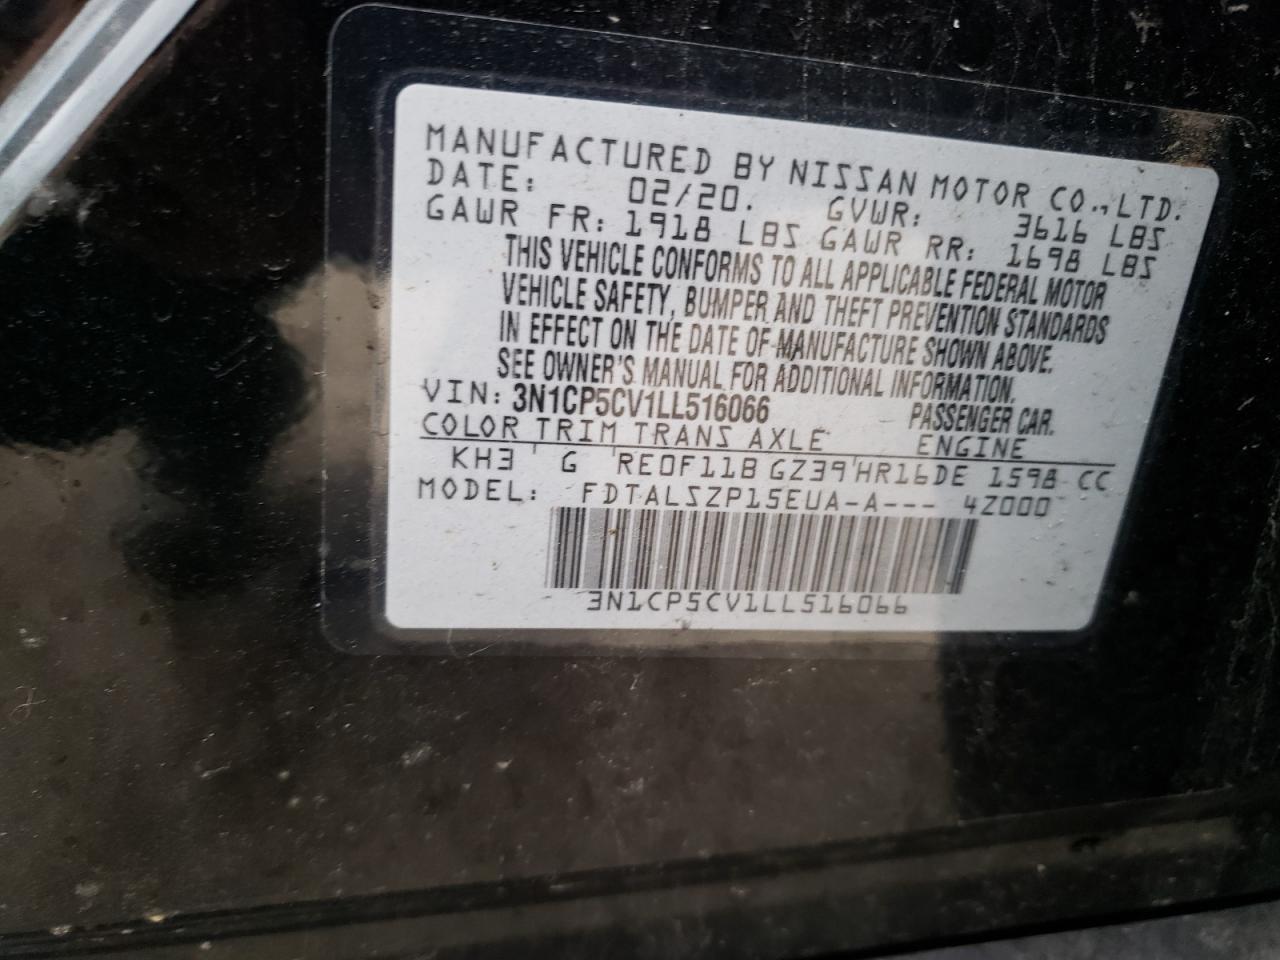 MANUFACTURED BY NISSAN MOTOR CO., LTD.
DATE: 02/20. GVWR: 3616 LBS
GAWR FR: 1918 LBS GAWR RR: 1698 LBS
THIS VEHICLE CONFORMS TO ALL APPLICABLE FEDERAL MOTOR
VEHICLE SAFETY, BUMPER AND THEFT PREVENTION STANDARDS
IN EFFECT ON THE DATE OF MANUFACTURE SHOWN ABOVE.
SEE OWNER'S MANUAL FOR ADDITIONAL INFORMATION.
VIN: 3N1CP5CV1LL516066 PASSENGER CAR.
COLOR TRIM TRANS AXLE ENGINE
KH3 ' G ' RE0F11B GZ39'HR16DE 1598 CC
MODEL: FDTALSZP15EUA-A--- 4Z000
3N1CP5CV1LL516066